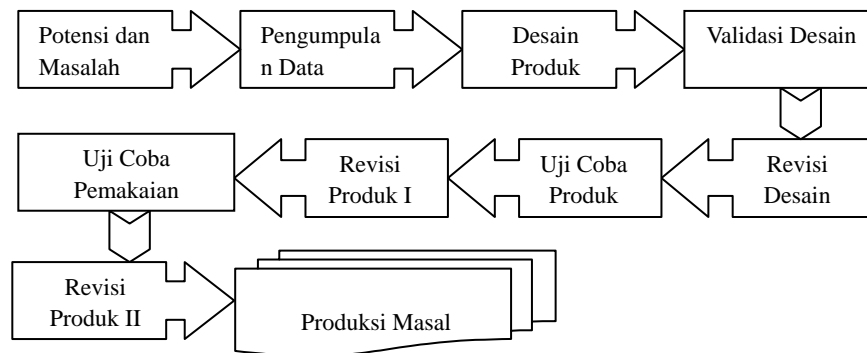 Potensi dan
Masalah
Pengumpula
n Data
Desain
Produk
Validasi Desain
Uji Coba
Pemakaian
Revisi
Produk I
Uji Coba
Produk
Revisi
Desain
Revisi
Produk II
Produksi Masal